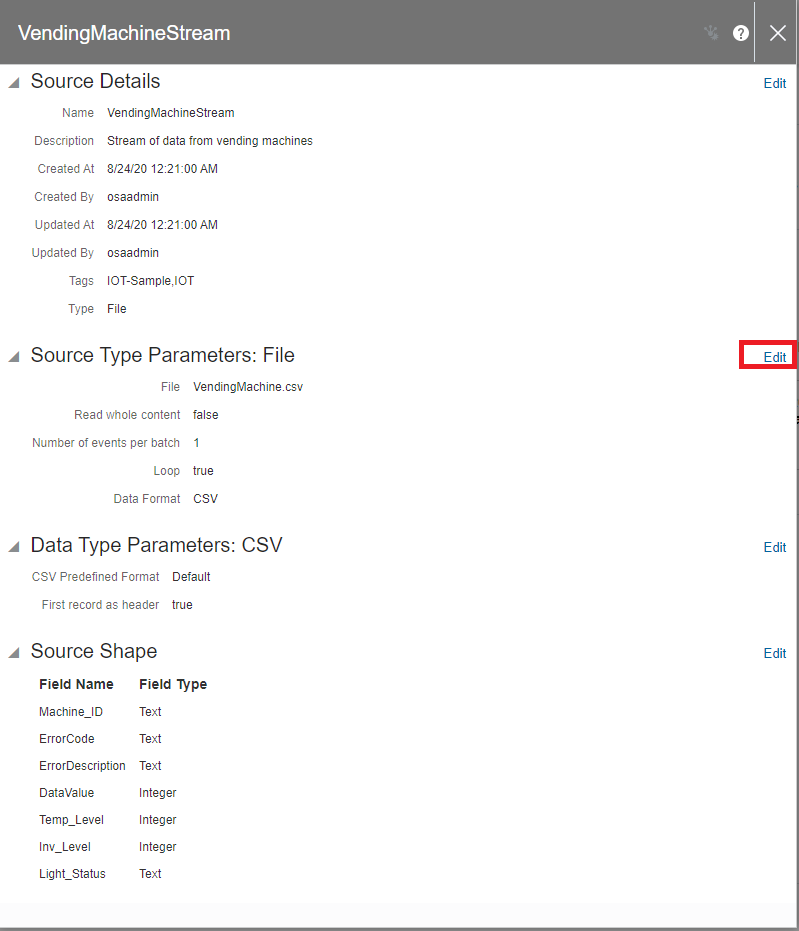 VendingMachineStream ?
Source Details Edit
Name VendingMachineStream
Description Stream of data from vending machines
Created At 8/24/20 12:21:00 AM
Created By osaadmin
Updated At 8/24/20 12:21:00 AM
Updated By osaadmin
Tags IOT-Sample,IOT
Type File
Source Type Parameters: File Edit
File VendingMachine.csv
Read whole content false
Number of events per batch 1
Loop true
Data Format CSV
Data Type Parameters: CSV Edit
CSV Predefined Format Default
First record as header true
Source Shape Edit
Field Name Field Type
Machine_ID Text
ErrorCode Text
ErrorDescription Text
DataValue Integer
Temp_Level Integer
Inv_Level Integer
Light_Status Text